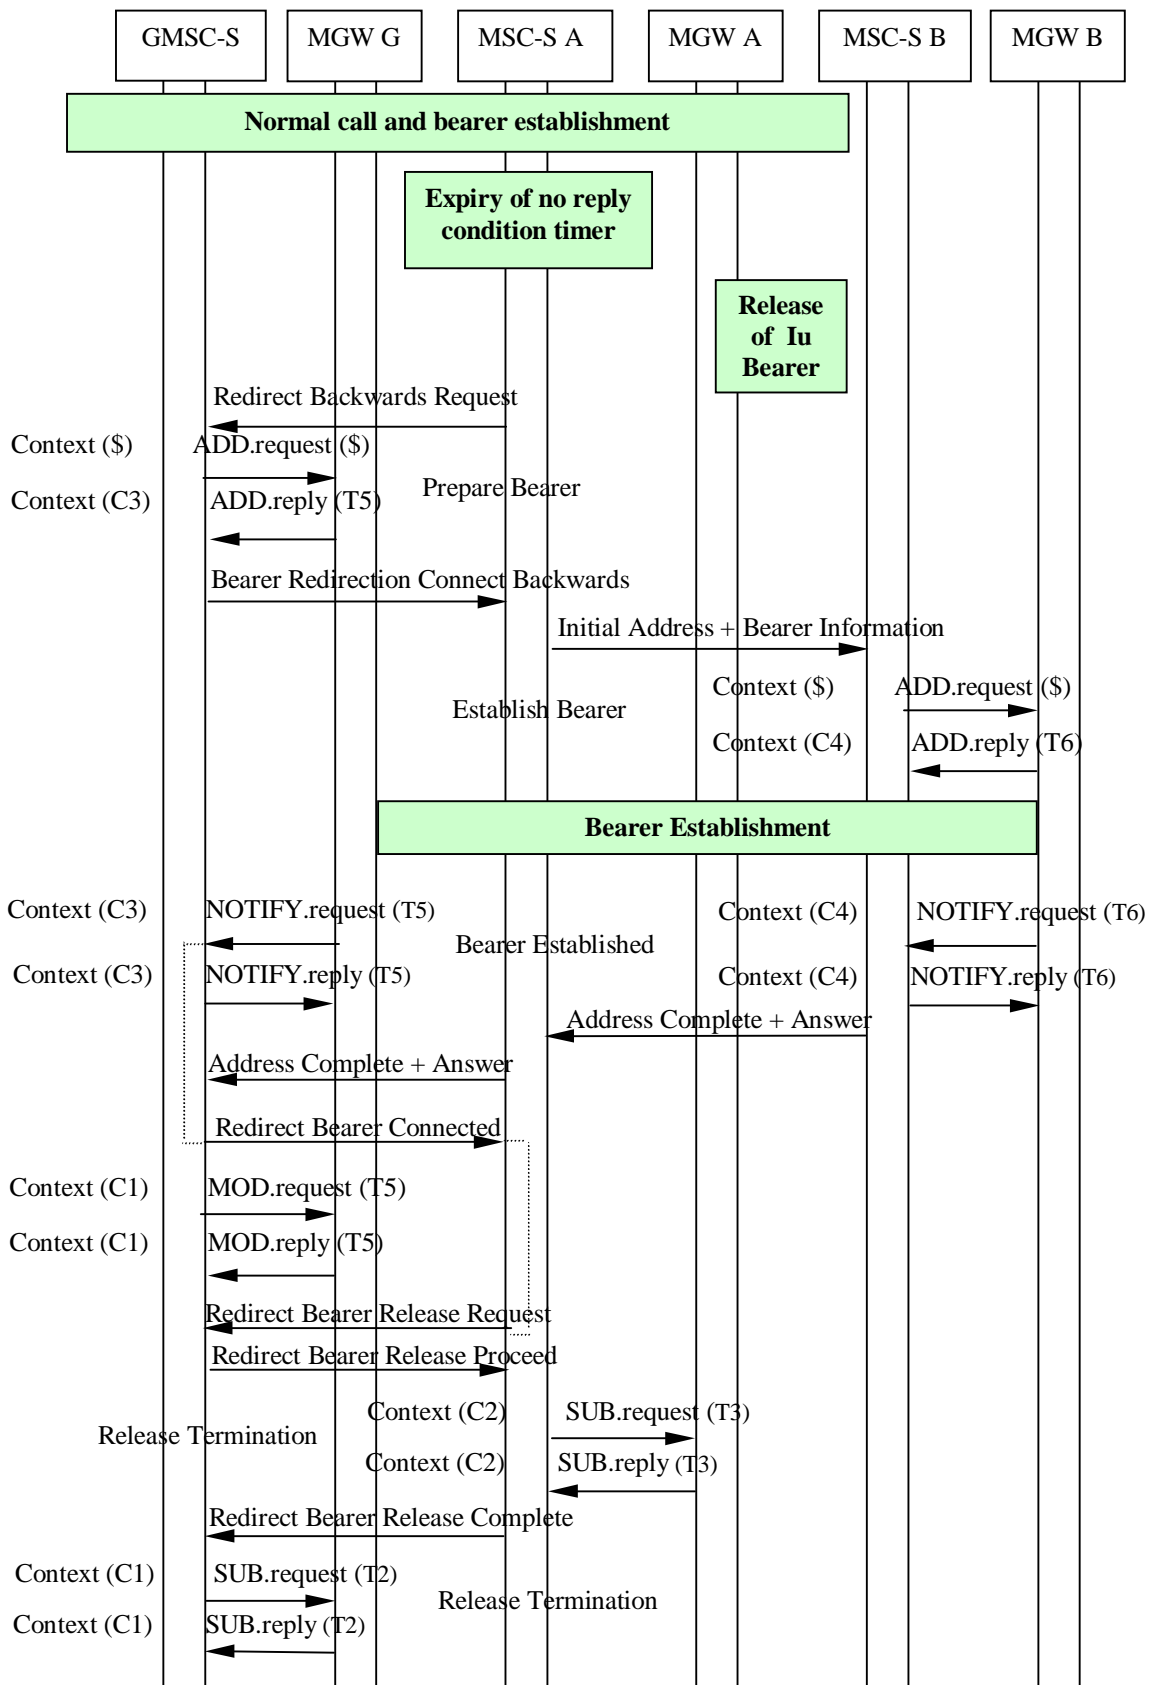 GMSC-S MGW G MSC-S A MGW A MSC-S B MGW B
Normal call and bearer establishment
Expiry of no reply
condition timer
Release
of Iu
Bearer
Redirect Backwards Request
Context ($) ADD.request ($)
Prepare Bearer
Context (C3) ADD.reply (T5)
Bearer Redirection Connect Backwards
Initial Address + Bearer Information
Context ($) ADD.request ($)
Establish Bearer
Context (C4) ADD.reply (T6)
Bearer Establishment
Context (C3) NOTIFY.request (T5) Context (C4) NOTIFY.request (T6)
Bearer Established
Context (C3) NOTIFY.reply (T5) Context (C4) NOTIFY.reply (T6)
Address Complete + Answer
Address Complete + Answer
Redirect Bearer Connected
Context (C1) MOD.request (T5)
Context (C1) MOD.reply (T5)
Redirect Bearer Release Request
Redirect Bearer Release Proceed
Context (C2) SUB.request (T3)
Release Termination
Context (C2) SUB.reply (T3)
Redirect Bearer Release Complete
Context (C1) SUB.request (T2)
Release Termination
Context (C1) SUB.reply (T2)